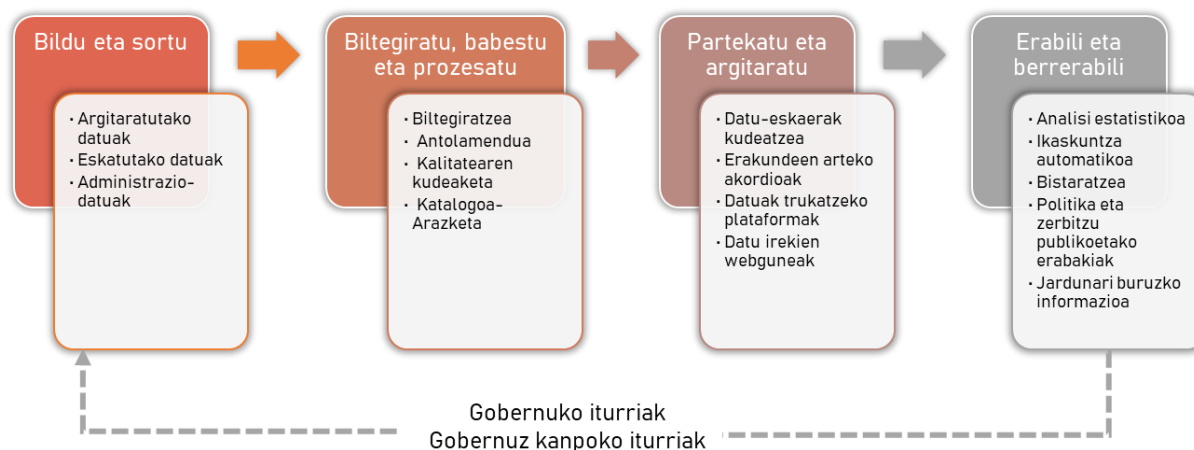 Bildu eta sortu
· Argitaratutako
datuak
· Eskatutako datuak
· Administrazio-
datuak
Biltegiratu, babestu
eta prozesatu
· Biltegiratzea
· Antolamendua
· Kalitatearen
kudeaketa
· Katalogoa-
Arazketa
Partekatu eta
argitaratu
· Datu-eskaerak
kudeatzea
· Erakundeen arteko
akordioak
· Datuak trukatzeko
plataformak
· Datu irekien
webguneak
Erabili eta
berrerabili
· Analisi estatistikoa
· Ikaskuntza
automatikoa
· Bistaratzea
· Politika eta
zerbitzu
publikoetako
erabakiak
· Jardunari buruzko
informazioa
Gobernuko iturriak
Gobernuz kanpoko iturriak